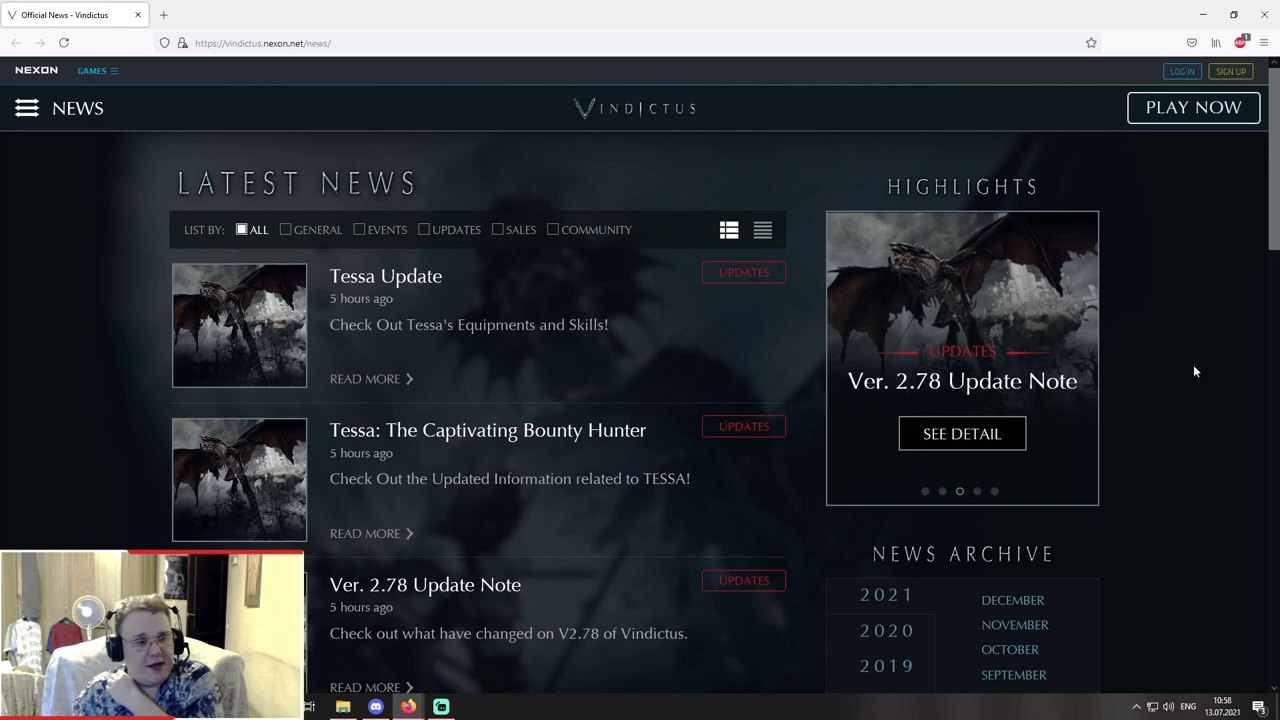 Official News - Vindictus
https://vindictus.nexon.net/news/
ABP
1
NEXON
GAMES
LOG IN
SIGN UP
NEWS
VINDICTUS
PLAY NOW
LATEST NEWS
LIST BY:
ALL
GENERAL
EVENTS
UPDATES
SALES
COMMUNITY
Tessa Update
UPDATES
5 hours ago
Check Out Tessa's Equipments and Skills!
READ MORE
Tessa: The Captivating Bounty Hunter
UPDATES
5 hours ago
Check Out the Updated Information related to TESSA!
READ MORE
Ver. 2.78 Update Note
UPDATES
5 hours ago
Check out what have changed on V2.78 of Vindictus.
READ MORE
HIGHLIGHTS
UPDATES
Ver. 2.78 Update Note
SEE DETAIL
NEWS ARCHIVE
2021
2020
2019
DECEMBER
NOVEMBER
OCTOBER
SEPTEMBER
ENG
10:58
13.07.2021
3